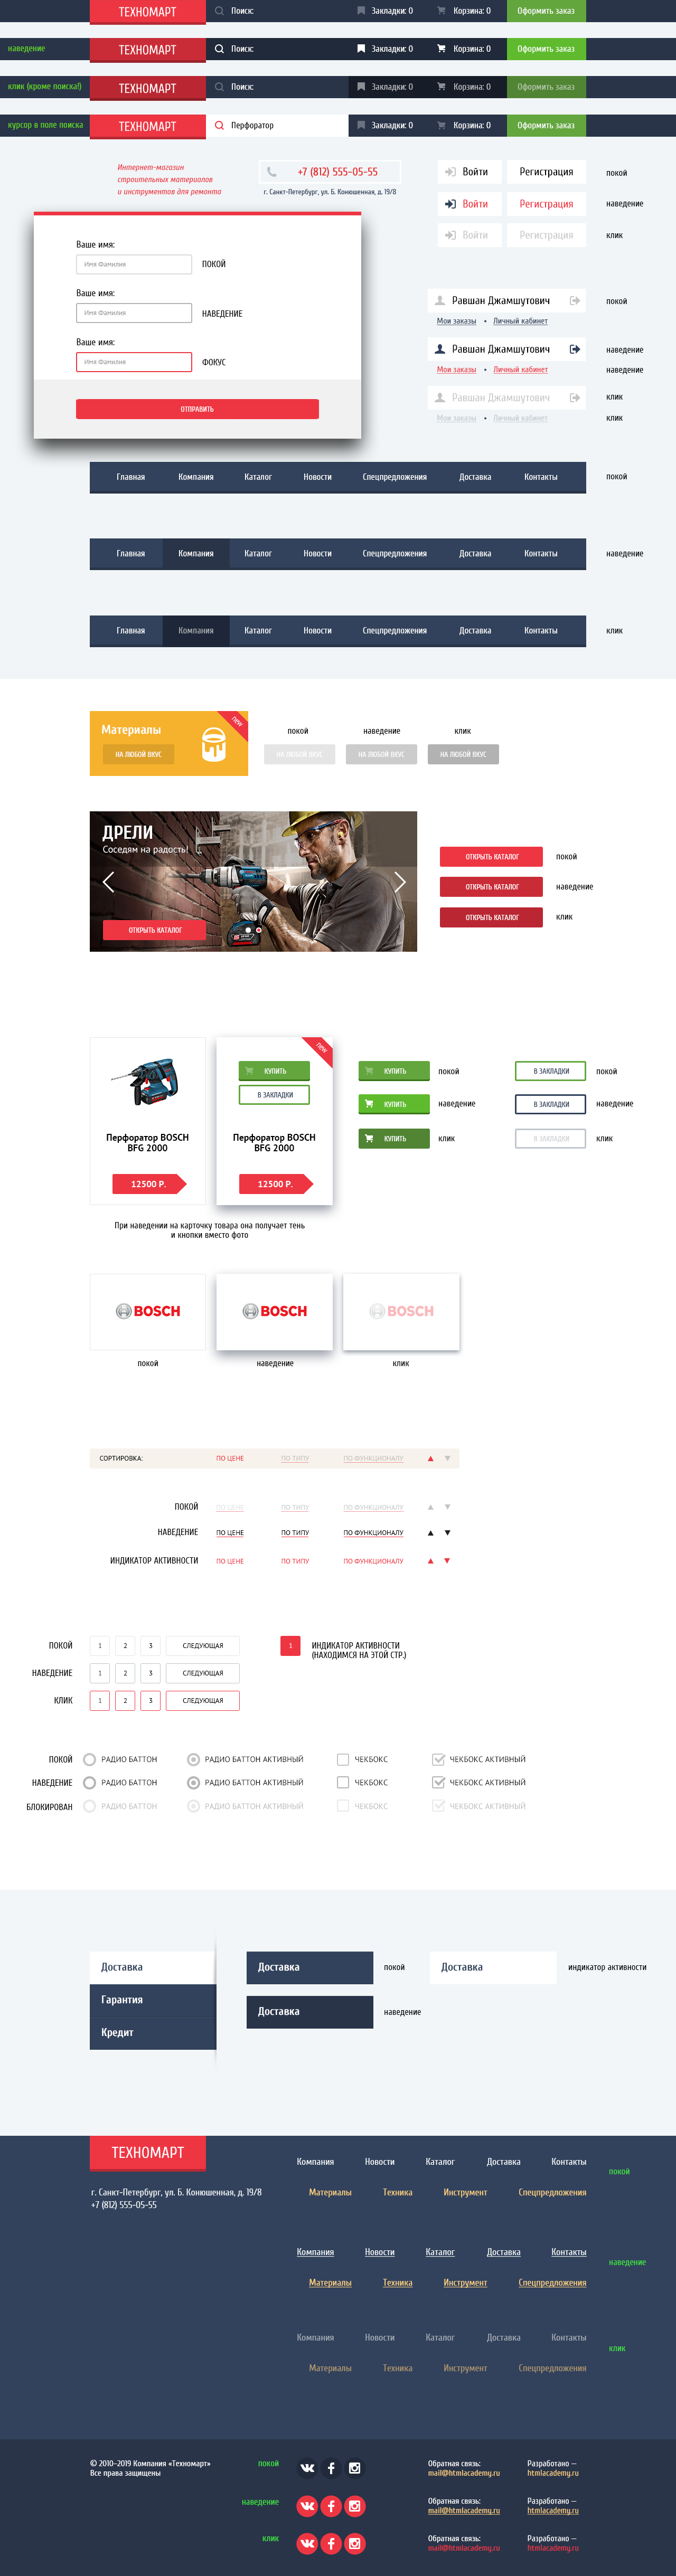 ТЕХНОМАРТ Поиск: Закладки: 0 Корзина: 0 Оформить заказ
наведение ТЕХНОМАРТ Поиск: Закладки: 0 Корзина: 0 Оформить заказ
клик (кроме поиска!) ТЕХНОМАРТ Поиск: Закладки: 0 Корзина: 0 Оформить заказ
курсор в поле поиска ТЕХНОМАРТ Перфоратор Закладки: 0 Корзина: 0 Оформить заказ
Интернет-магазин
строительных материалов
и инструментов для ремонта
+7 (812) 555-05-55
г. Санкт-Петербург, ул. Б. Конюшенная, д. 19/8
Войти Регистрация покой
Войти Регистрация наведение
Войти Регистрация клик
Ваше имя:
Имя Фамилия ПОКОЙ
Ваше имя:
Имя Фамилия НАВЕДЕНИЕ
Ваше имя:
Имя Фамилия ФОКУС
ОТПРАВИТЬ
Равшан Джамшутович покой
Мои заказы • Личный кабинет
Равшан Джамшутович наведение
Мои заказы • Личный кабинет наведение
Равшан Джамшутович клик
Мои заказы • Личный кабинет клик
Главная Компания Каталог Новости Спецпредложения Доставка Контакты покой
Главная Компания Каталог Новости Спецпредложения Доставка Контакты наведение
Главная Компания Каталог Новости Спецпредложения Доставка Контакты клик
Материалы new
НА ЛЮБОЙ ВКУС
покой наведение клик
НА ЛЮБОЙ ВКУС НА ЛЮБОЙ ВКУС НА ЛЮБОЙ ВКУС
ДРЕЛИ
Соседям на радость!
ОТКРЫТЬ КАТАЛОГ
ОТКРЫТЬ КАТАЛОГ покой
ОТКРЫТЬ КАТАЛОГ наведение
ОТКРЫТЬ КАТАЛОГ клик
Перфоратор BOSCH
BFG 2000
12500 Р.
new
КУПИТЬ
В ЗАКЛАДКИ
Перфоратор BOSCH
BFG 2000
12500 Р.
КУПИТЬ покой В ЗАКЛАДКИ покой
КУПИТЬ наведение В ЗАКЛАДКИ наведение
КУПИТЬ клик В ЗАКЛАДКИ клик
При наведении на карточку товара она получает тень
и кнопки вместо фото
BOSCH BOSCH BOSCH
покой наведение клик
СОРТИРОВКА: ПО ЦЕНЕ ПО ТИПУ ПО ФУНКЦИОНАЛУ
ПОКОЙ ПО ЦЕНЕ ПО ТИПУ ПО ФУНКЦИОНАЛУ
НАВЕДЕНИЕ ПО ЦЕНЕ ПО ТИПУ ПО ФУНКЦИОНАЛУ
ИНДИКАТОР АКТИВНОСТИ ПО ЦЕНЕ ПО ТИПУ ПО ФУНКЦИОНАЛУ
ПОКОЙ 1 2 3 СЛЕДУЮЩАЯ 1 ИНДИКАТОР АКТИВНОСТИ
(НАХОДИМСЯ НА ЭТОЙ СТР.)
НАВЕДЕНИЕ 1 2 3 СЛЕДУЮЩАЯ
КЛИК 1 2 3 СЛЕДУЮЩАЯ
ПОКОЙ РАДИО БАТТОН РАДИО БАТТОН АКТИВНЫЙ ЧЕКБОКС ЧЕКБОКС АКТИВНЫЙ
НАВЕДЕНИЕ РАДИО БАТТОН РАДИО БАТТОН АКТИВНЫЙ ЧЕКБОКС ЧЕКБОКС АКТИВНЫЙ
БЛОКИРОВАН РАДИО БАТТОН РАДИО БАТТОН АКТИВНЫЙ ЧЕКБОКС ЧЕКБОКС АКТИВНЫЙ
Доставка Доставка покой Доставка индикатор активности
Гарантия
Доставка наведение
Кредит
ТЕХНОМАРТ
г. Санкт-Петербург, ул. Б. Конюшенная, д. 19/8
+7 (812) 555-05-55
Компания Новости Каталог Доставка Контакты
покой
Материалы Техника Инструмент Спецпредложения
Компания Новости Каталог Доставка Контакты
наведение
Материалы Техника Инструмент Спецпредложения
Компания Новости Каталог Доставка Контакты
клик
Материалы Техника Инструмент Спецпредложения
© 2010–2019 Компания «Техномарт»
Все права защищены
покой
Обратная связь:
mail@htmlacademy.ru
Разработано —
htmlacademy.ru
наведение
Обратная связь:
mail@htmlacademy.ru
Разработано —
htmlacademy.ru
клик
Обратная связь:
mail@htmlacademy.ru
Разработано —
htmlacademy.ru